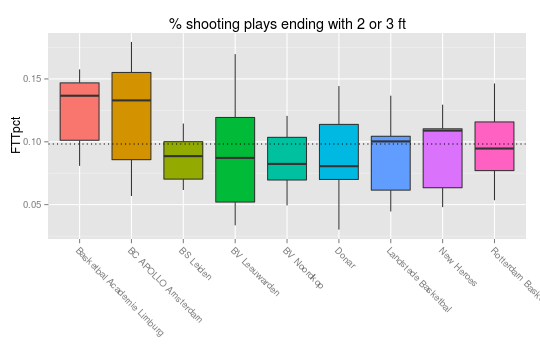 % shooting plays ending with 2 or 3 ft
FTTpct
0.15
0.10
0.05
Basketbal Academie Limburg
BC APOLLO Amsterdam
BS Leiden
BV Leeuwarden
BV Noordkop
Donar
Landstede Basketbal
New Heroes
Rotterdam Bask